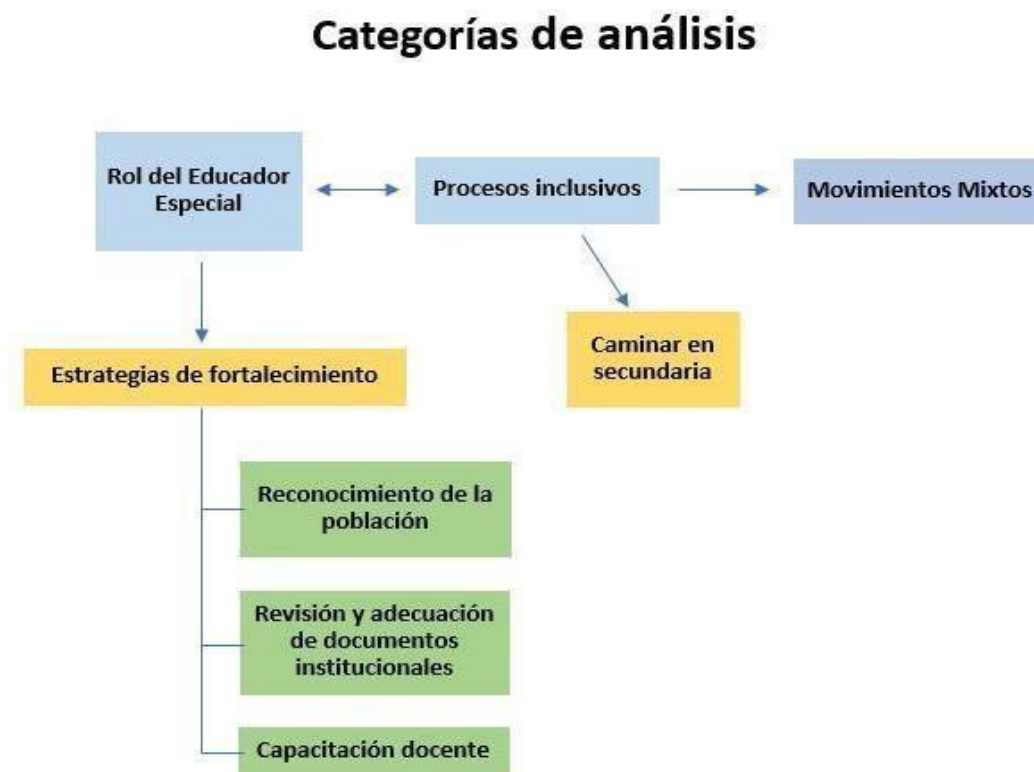 Categorías de análisis
Rol del Educador
Especial
Procesos inclusivos
Movimientos Mixtos
Caminar en
secundaria
Estrategias de fortalecimiento
Reconocimiento de la
población
Revisión y adecuación
de documentos
institucionales
Capacitación docente